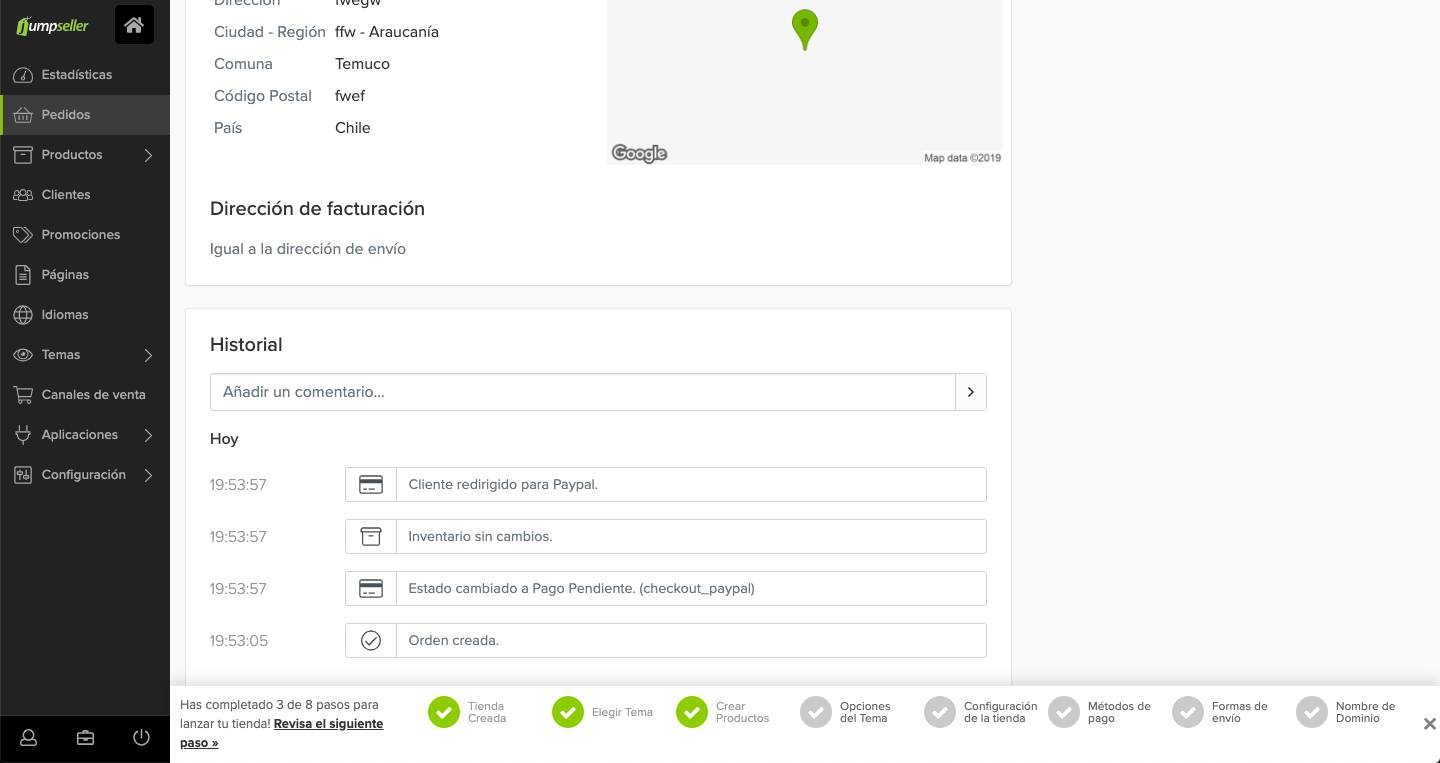 Jumpseller
Estadísticas
Pedidos
Productos
Clientes
Promociones
Páginas
Idiomas
Temas
Canales de venta
Aplicaciones
Configuración
Dirección fwegw
Ciudad - Región ffw - Araucanía
Comuna Temuco
Código Postal fwef
País Chile
Google
Map data ©2019
Dirección de facturación
Igual a la dirección de envío
Historial
Añadir un comentario...
Hoy
19:53:57 Cliente redirigido para Paypal.
19:53:57 Inventario sin cambios.
19:53:57 Estado cambiado a Pago Pendiente. (checkout_paypal)
19:53:05 Orden creada.
Has completado 3 de 8 pasos para
lanzar tu tienda! Revisa el siguiente
paso »
Tienda
Creada
Elegir Tema
Crear
Productos
Opciones
del Tema
Configuración
de la tienda
Métodos de
pago
Formas de
envío
Nombre de
Dominio